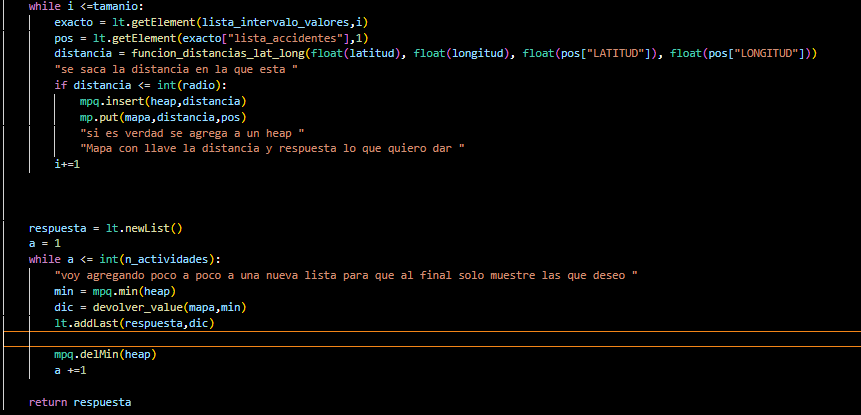 while i <=tamanio:
exacto = lt.getElement(lista_intervalo_valores,i)
pos = lt.getElement(exacto["lista_accidentes"],1)
distancia = funcion_distancias_lat_long(float(latitud), float(longitud), float(pos["LATITUD"]), float(pos["LONGITUD"]))
"se saca la distancia en la que esta "
if distancia <= int(radio):
mpq.insert(heap,distancia)
mp.put(mapa,distancia,pos)
"si es verdad se agrega a un heap "
"Mapa con llave la distancia y respuesta lo que quiero dar "
i+=1
respuesta = lt.newList()
a = 1
while a <= int(n_actividades):
"voy agregando poco a poco a una nueva lista para que al final solo muestre las que deseo "
min = mpq.min(heap)
dic = devolver_value(mapa,min)
lt.addLast(respuesta,dic)
mpq.delMin(heap)
a +=1
return respuesta